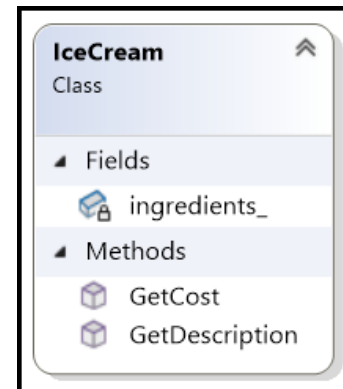 IceCream
Class
Fields
ingredients_
Methods
GetCost
GetDescription